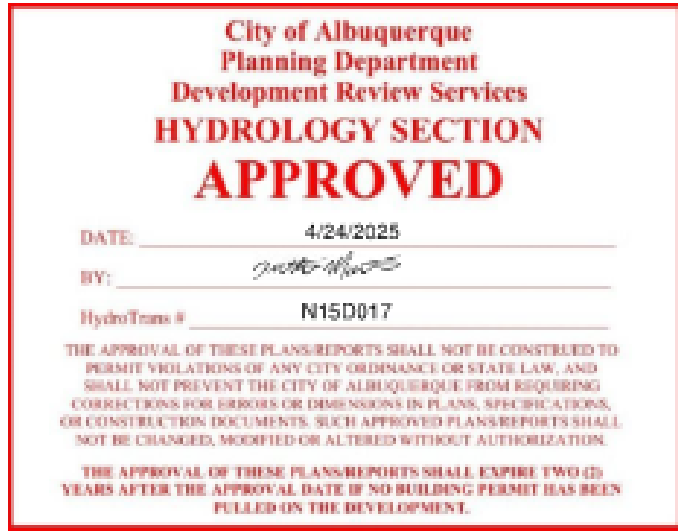 City of Albuquerque
Planning Department
Development Review Services
HYDROLOGY SECTION
APPROVED
DATE: 4/24/2025
BY:
HydroTrans # N15D017
THE APPROVAL OF THESE PLANS/REPORTS SHALL NOT BE CONSTRUED TO
PERMIT VIOLATIONS OF ANY CITY ORDINANCE OR STATE LAW, AND
SHALL NOT PREVENT THE CITY OF ALBUQUERQUE FROM REQUIRING
CORRECTIONS FOR ERRORS OR DIMENSIONS IN PLANS, SPECIFICATIONS,
OR CONSTRUCTION DOCUMENTS. SUCH APPROVED PLANS/REPORTS SHALL
NOT BE CHANGED, MODIFIED OR ALTERED WITHOUT AUTHORIZATION.
THE APPROVAL OF THESE PLANS/REPORTS SHALL EXPIRE TWO (2)
YEARS AFTER THE APPROVAL DATE IF NO BUILDING PERMIT HAS BEEN
PULLED ON THE DEVELOPMENT.